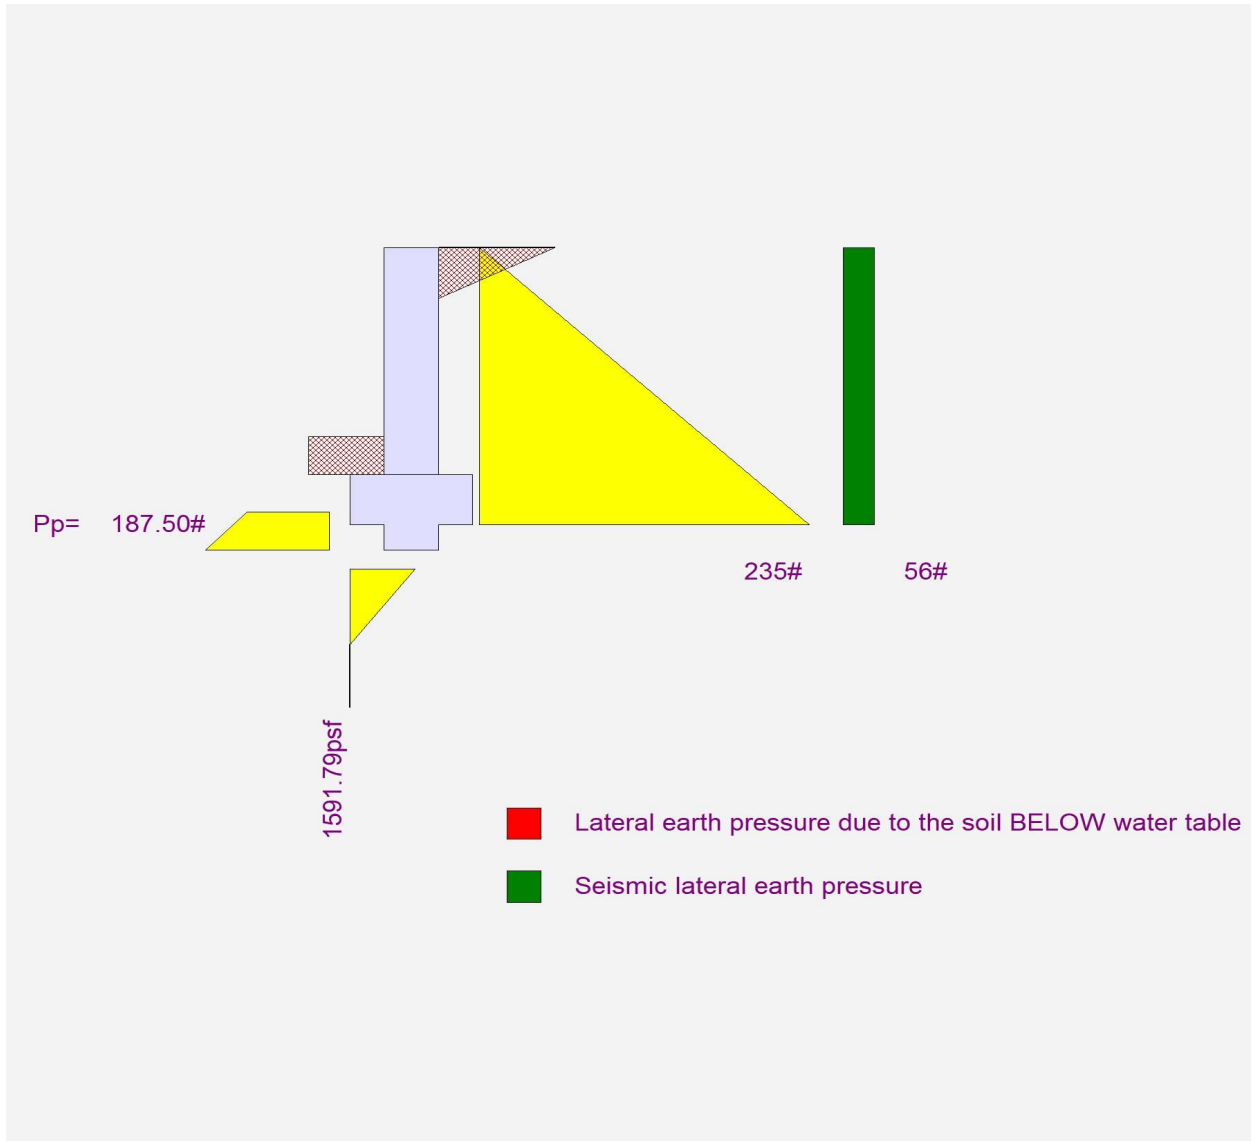 Pp= 187.50#
235# 56#
1591.79psf
Lateral earth pressure due to the soil BELOW water table
Seismic lateral earth pressure